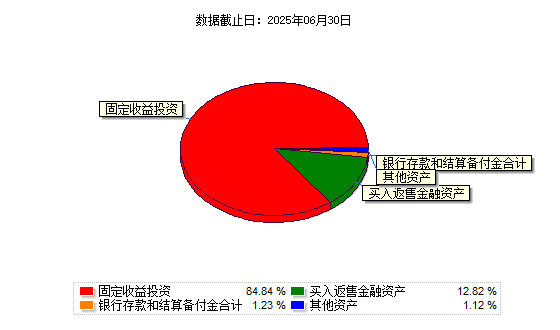 数据截止日：2025年06月30日
固定收益投资
银行存款和结算备付金合计
其他资产
买入返售金融资产
固定收益投资 84.84 % 买入返售金融资产 12.82 %
银行存款和结算备付金合计 1.23 % 其他资产 1.12 %